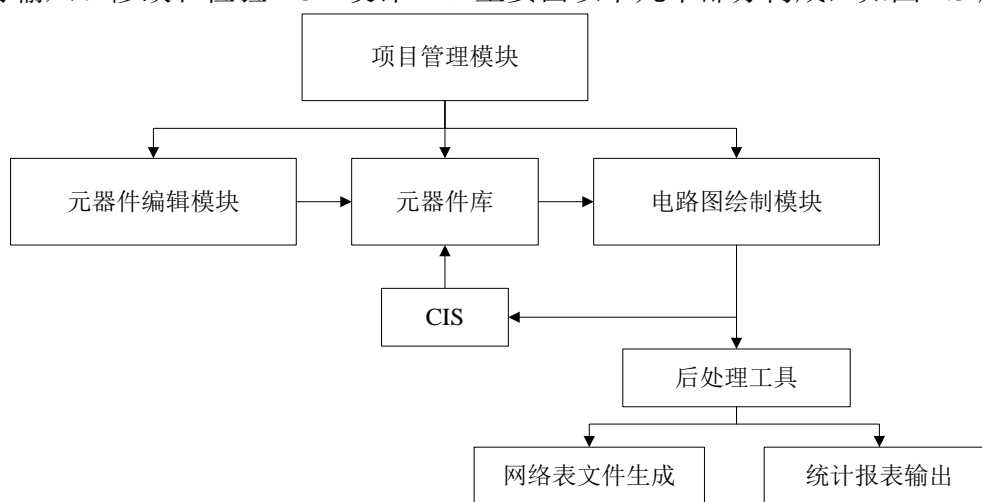 项目管理模块
元器件编辑模块
元器件库
电路图绘制模块
CIS
后处理工具
网络表文件生成
统计报表输出